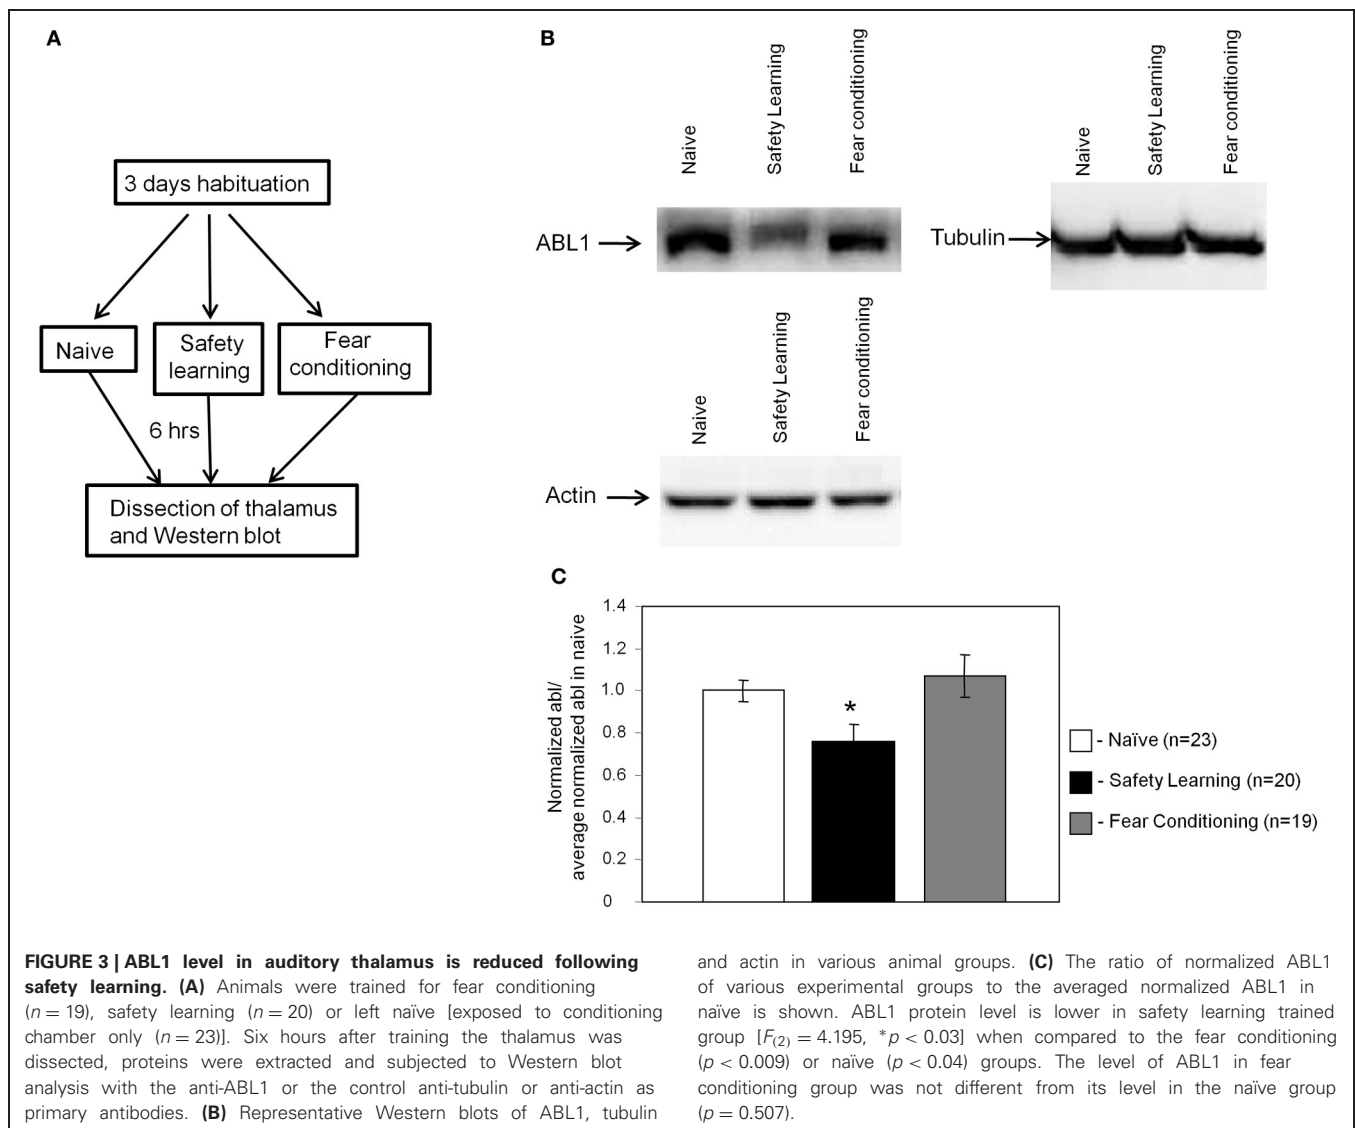 A
3 days habituation
Naive
Safety
learning
Fear
conditioning
6 hrs
Dissection of thalamus
and Western blot
B
Naive
Safety Learning
Fear conditioning
ABL1
Naive
Safety Learning
Fear conditioning
Tubulin
Naive
Safety Learning
Fear conditioning
Actin
C
Normalized abl/
average normalized abl in naive
1.4
1.2
1.0
0.8
0.6
0.4
0.2
0
*
- Naïve (n=23)
- Safety Learning (n=20)
- Fear Conditioning (n=19)
FIGURE 3 | ABL1 level in auditory thalamus is reduced following
safety learning. (A) Animals were trained for fear conditioning
(n = 19), safety learning (n = 20) or left naïve [exposed to conditioning
chamber only (n = 23)]. Six hours after training the thalamus was
dissected, proteins were extracted and subjected to Western blot
analysis with the anti-ABL1 or the control anti-tubulin or anti-actin as
primary antibodies. (B) Representative Western blots of ABL1, tubulin
and actin in various animal groups. (C) The ratio of normalized ABL1
of various experimental groups to the averaged normalized ABL1 in
naïve is shown. ABL1 protein level is lower in safety learning trained
group [F(2) = 4.195, *p < 0.03] when compared to the fear conditioning
(p < 0.009) or naïve (p < 0.04) groups. The level of ABL1 in fear
conditioning group was not different from its level in the naïve group
(p = 0.507).